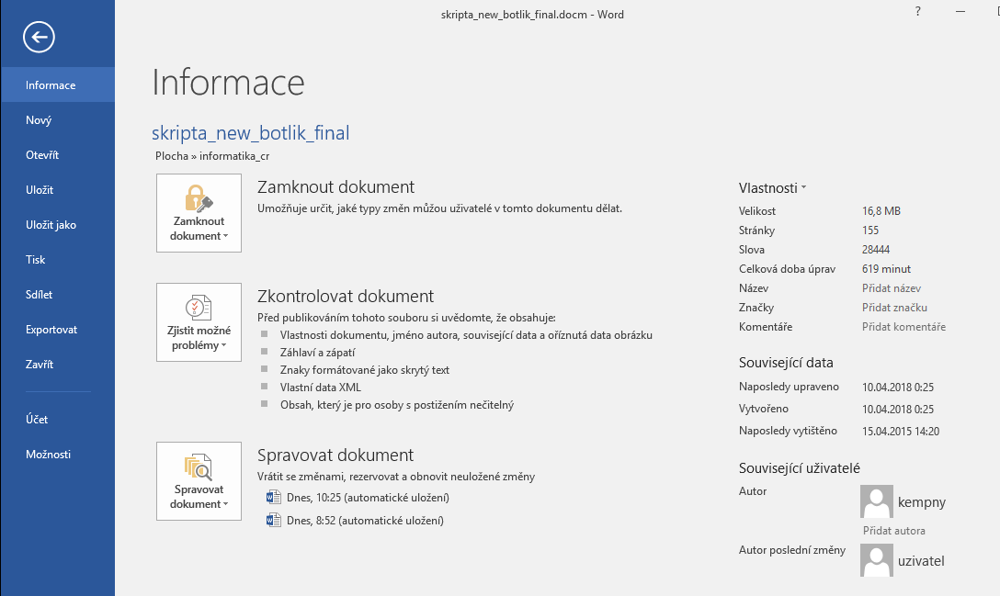 skripta_new_botlik_final.docm - Word
?
Informace
Nový
Otevřít
Uložit
Uložit jako
Tisk
Sdílet
Exportovat
Zavřít
Účet
Možnosti
Informace
skripta_new_botlik_final
Plocha » informatika_cr
Zamknout
dokument
Zamknout dokument
Umožňuje určit, jaké typy změn můžou uživatelé v tomto dokumentu dělat.
Zjistit možné
problémy
Zkontrolovat dokument
Před publikováním tohoto souboru si uvědomte, že obsahuje:
Vlastnosti dokumentu, jméno autora, související data a oříznutá data obrázku
Záhlaví a zápatí
Znaky formátované jako skrytý text
Vlastní data XML
Obsah, který je pro osoby s postižením nečitelný
Spravovat
dokument
Spravovat dokument
Vrátit se změnami, rezervovat a obnovit neuložené změny
Dnes, 10:25 (automatické uložení)
Dnes, 8:52 (automatické uložení)
Vlastnosti
Velikost 16,8 MB
Stránky 155
Slova 28444
Celková doba úprav 619 minut
Název Přidat název
Značky Přidat značku
Komentáře Přidat komentáře
Související data
Naposledy upraveno 10.04.2018 0:25
Vytvořeno 10.04.2018 0:25
Naposledy vytištěno 15.04.2015 14:20
Související uživatelé
Autor kempny
Přidat autora
Autor poslední změny uzivatel